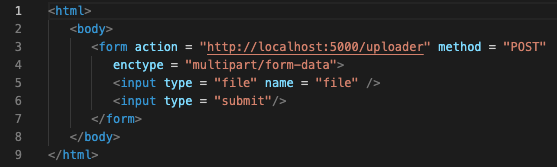 1 <html>
2 <body>
3 <form action = "http://localhost:5000/uploader" method = "POST"
4 enctype = "multipart/form-data">
5 <input type = "file" name = "file" />
6 <input type = "submit"/>
7 </form>
8 </body>
9 </html>